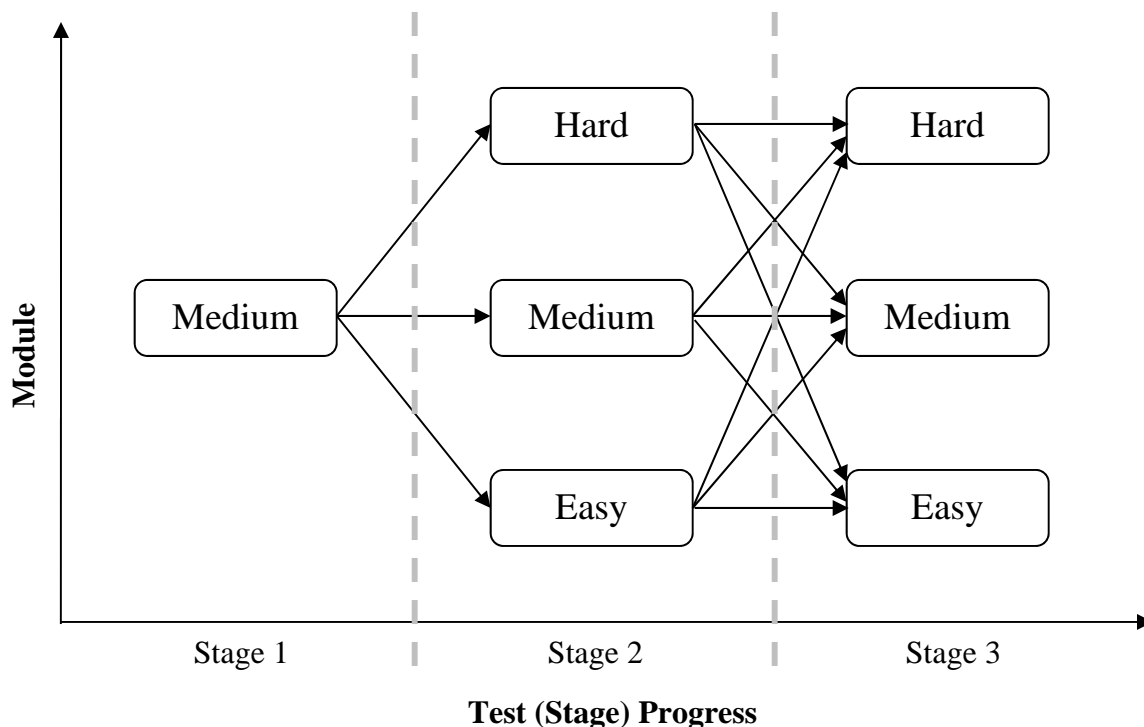 Hard
Hard
Module
Medium
Medium
Medium
Easy
Easy
Stage 1
Stage 2
Stage 3
Test (Stage) Progress